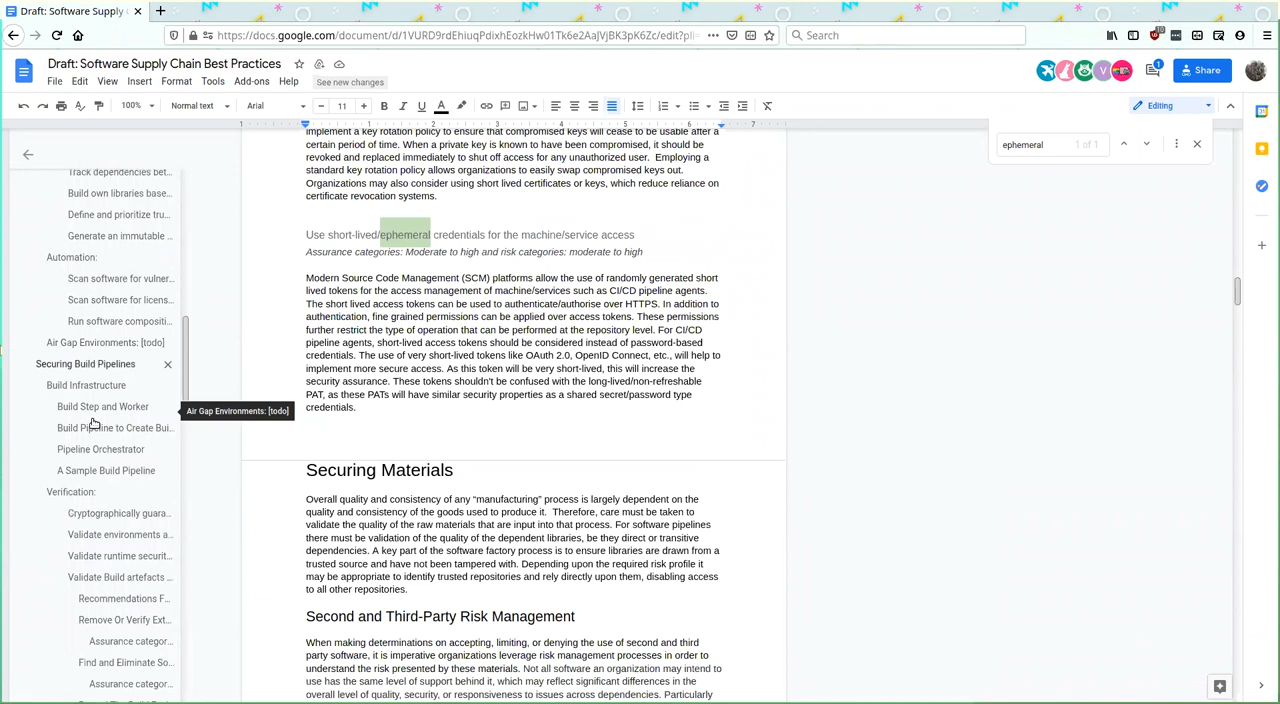 Draft: Software Supply C
https://docs.google.com/document/d/1VURD9rdEhiuqPdixhEozkHw01Tk6e2AaJVjBK3pK6Zc/edit?pl
Search
Draft: Software Supply Chain Best Practices
File Edit View Insert Format Tools Add-ons Help See new changes
V
1
Share
100% Normal text Arial 11 B I U A Editing
1 1 2 3 4 5 6 7
ephemeral 1 of 1
Track dependencies bet...
Build own libraries base...
Define and prioritize tru...
Generate an immutable ...
Automation:
Scan software for vulner...
Scan software for licens...
Run software compositi...
Air Gap Environments: [todo]
Securing Build Pipelines
Build Infrastructure
Build Step and Worker
Air Gap Environments: [todo]
Build Pipeline to Create Bui...
Pipeline Orchestrator
A Sample Build Pipeline
Verification:
Cryptographically guara...
Validate environments a...
Validate runtime securit...
Validate Build artefacts ...
Recommendations F...
Remove Or Verify Ext...
Assurance categor...
Find and Eliminate So...
Assurance categor...
implement a key rotation policy to ensure that compromised keys will cease to be usable after a
certain period of time. When a private key is known to have been compromised, it should be
revoked and replaced immediately to shut off access for any unauthorized user. Employing a
standard key rotation policy allows organizations to easily swap compromised keys out.
Organizations may also consider using short lived certificates or keys, which reduce reliance on
certificate revocation systems.
Use short-lived/ephemeral credentials for the machine/service access
Assurance categories: Moderate to high and risk categories: moderate to high
Modern Source Code Management (SCM) platforms allow the use of randomly generated short
lived tokens for the access management of machine/services such as CI/CD pipeline agents.
The short lived access tokens can be used to authenticate/authorise over HTTPS. In addition to
authentication, fine grained permissions can be applied over access tokens. These permissions
further restrict the type of operation that can be performed at the repository level. For CI/CD
pipeline agents, short-lived access tokens should be considered instead of password-based
credentials. The use of very short-lived tokens like OAuth 2.0, OpenID Connect, etc., will help to
implement more secure access. As this token will be very short-lived, this will increase the
security assurance. These tokens shouldn't be confused with the long-lived/non-refreshable
PAT, as these PATs will have similar security properties as a shared secret/password type
credentials.
Securing Materials
Overall quality and consistency of any “manufacturing” process is largely dependent on the
quality and consistency of the goods used to produce it. Therefore, care must be taken to
validate the quality of the raw materials that are input into that process. For software pipelines
there must be validation of the quality of the dependent libraries, be they direct or transitive
dependencies. A key part of the software factory process is to ensure libraries are drawn from a
trusted source and have not been tampered with. Depending upon the required risk profile it
may be appropriate to identify trusted repositories and rely directly upon them, disabling access
to all other repositories.
Second and Third-Party Risk Management
When making determinations on accepting, limiting, or denying the use of second and third
party software, it is imperative organizations leverage risk management processes in order to
understand the risk presented by these materials. Not all software an organization may intend to
use has the same level of support behind it, which may reflect significant differences in the
overall level of quality, security, or responsiveness to issues across dependencies. Particularly